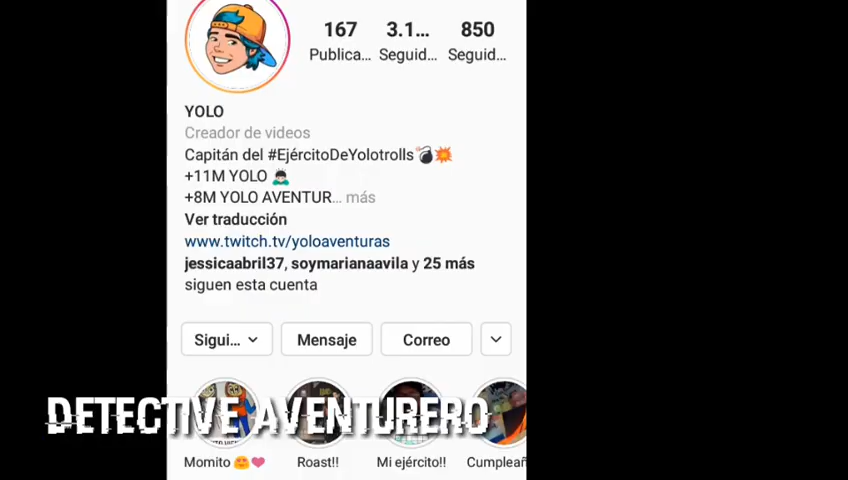 167 3.1... 850
Publica... Seguid... Seguid...
YOLO
Creador de videos
Capitán del #EjércitoDeYolotrolls💣💥
+11M YOLO 🙇🏻‍♂️
+8M YOLO AVENTUR... más
Ver traducción
www.twitch.tv/yoloaventuras
jessicaabril37, soymarianaavila y 25 más
siguen esta cuenta
Sigui... Mensaje Correo
DETECTIVE AVENTURERO
Momito 😍💗 Roast!! Mi ejército!! Cumpleañ